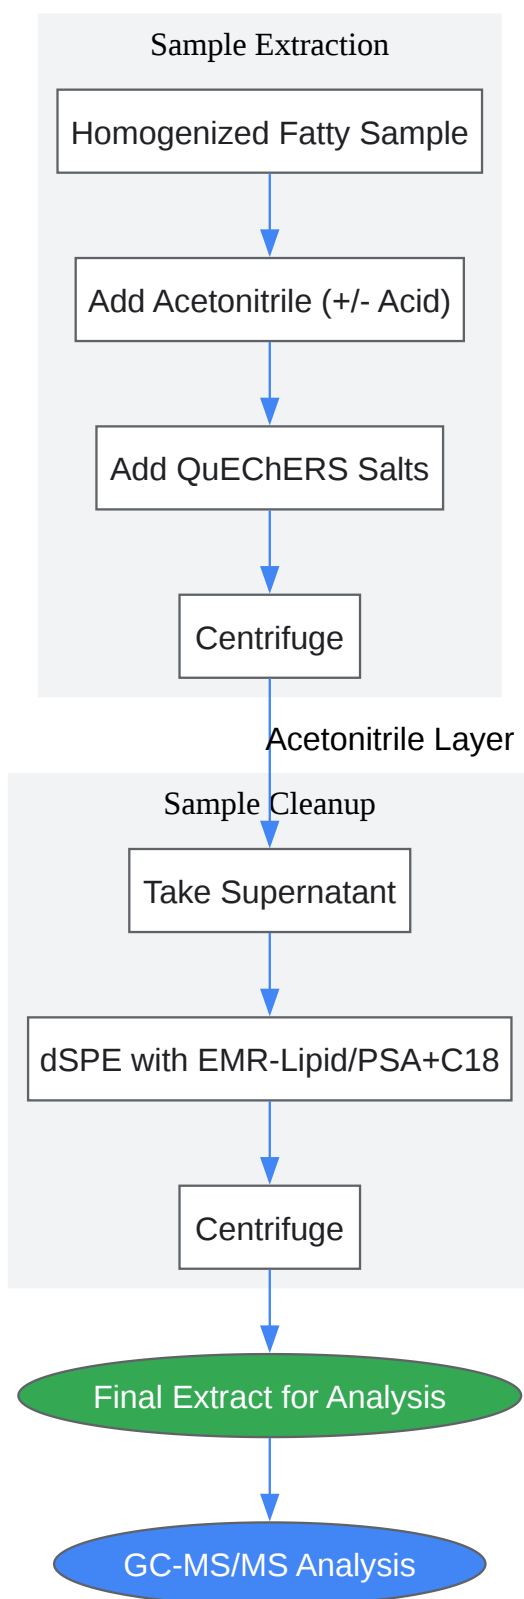 Sample Extraction
Homogenized Fatty Sample
Add Acetonitrile (+/- Acid)
Add QuEChERS Salts
Centrifuge
Acetonitrile Layer
Sample Cleanup
Take Supernatant
dSPE with EMR-Lipid/PSA+C18
Centrifuge
Final Extract for Analysis
GC-MS/MS Analysis